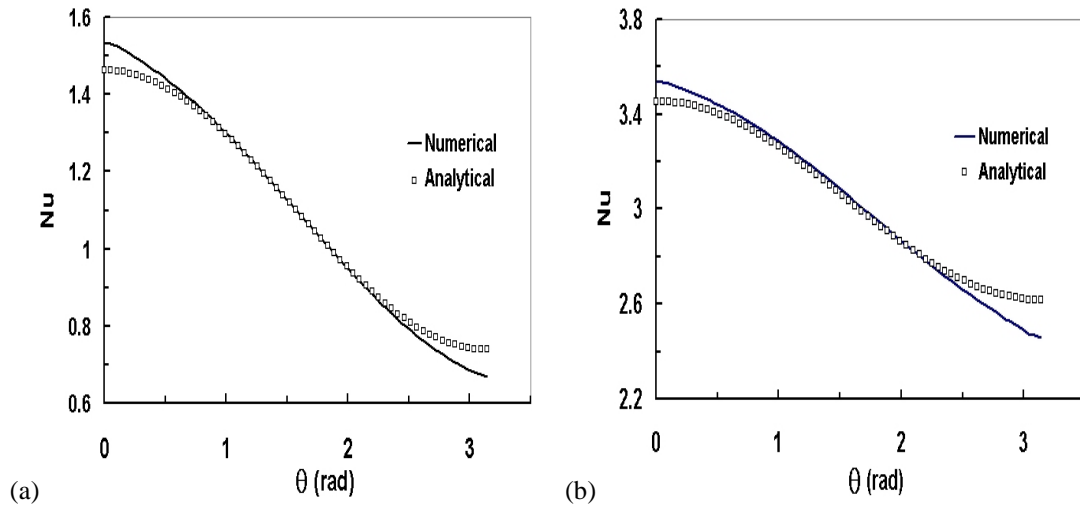 1.6
1.4
1.2
1
0.8
0.6
Nu
0
1
2
3
θ (rad)
Numerical
Analytical
(a)
3.8
3.4
3
2.6
2.2
Nu
0
1
2
3
θ (rad)
Numerical
Analytical
(b)